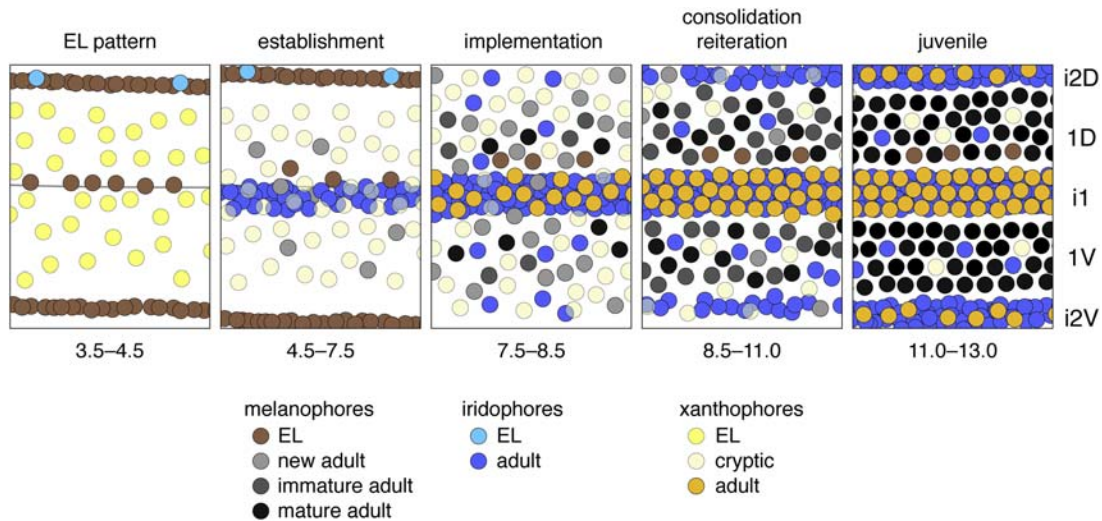 consolidation
EL pattern establishment implementation reiteration juvenile
i2D
1D
i1
1V
i2V
3.5–4.5 4.5–7.5 7.5–8.5 8.5–11.0 11.0–13.0
melanophores iridophores xanthophores
EL EL EL
new adult adult cryptic
immature adult adult
mature adult